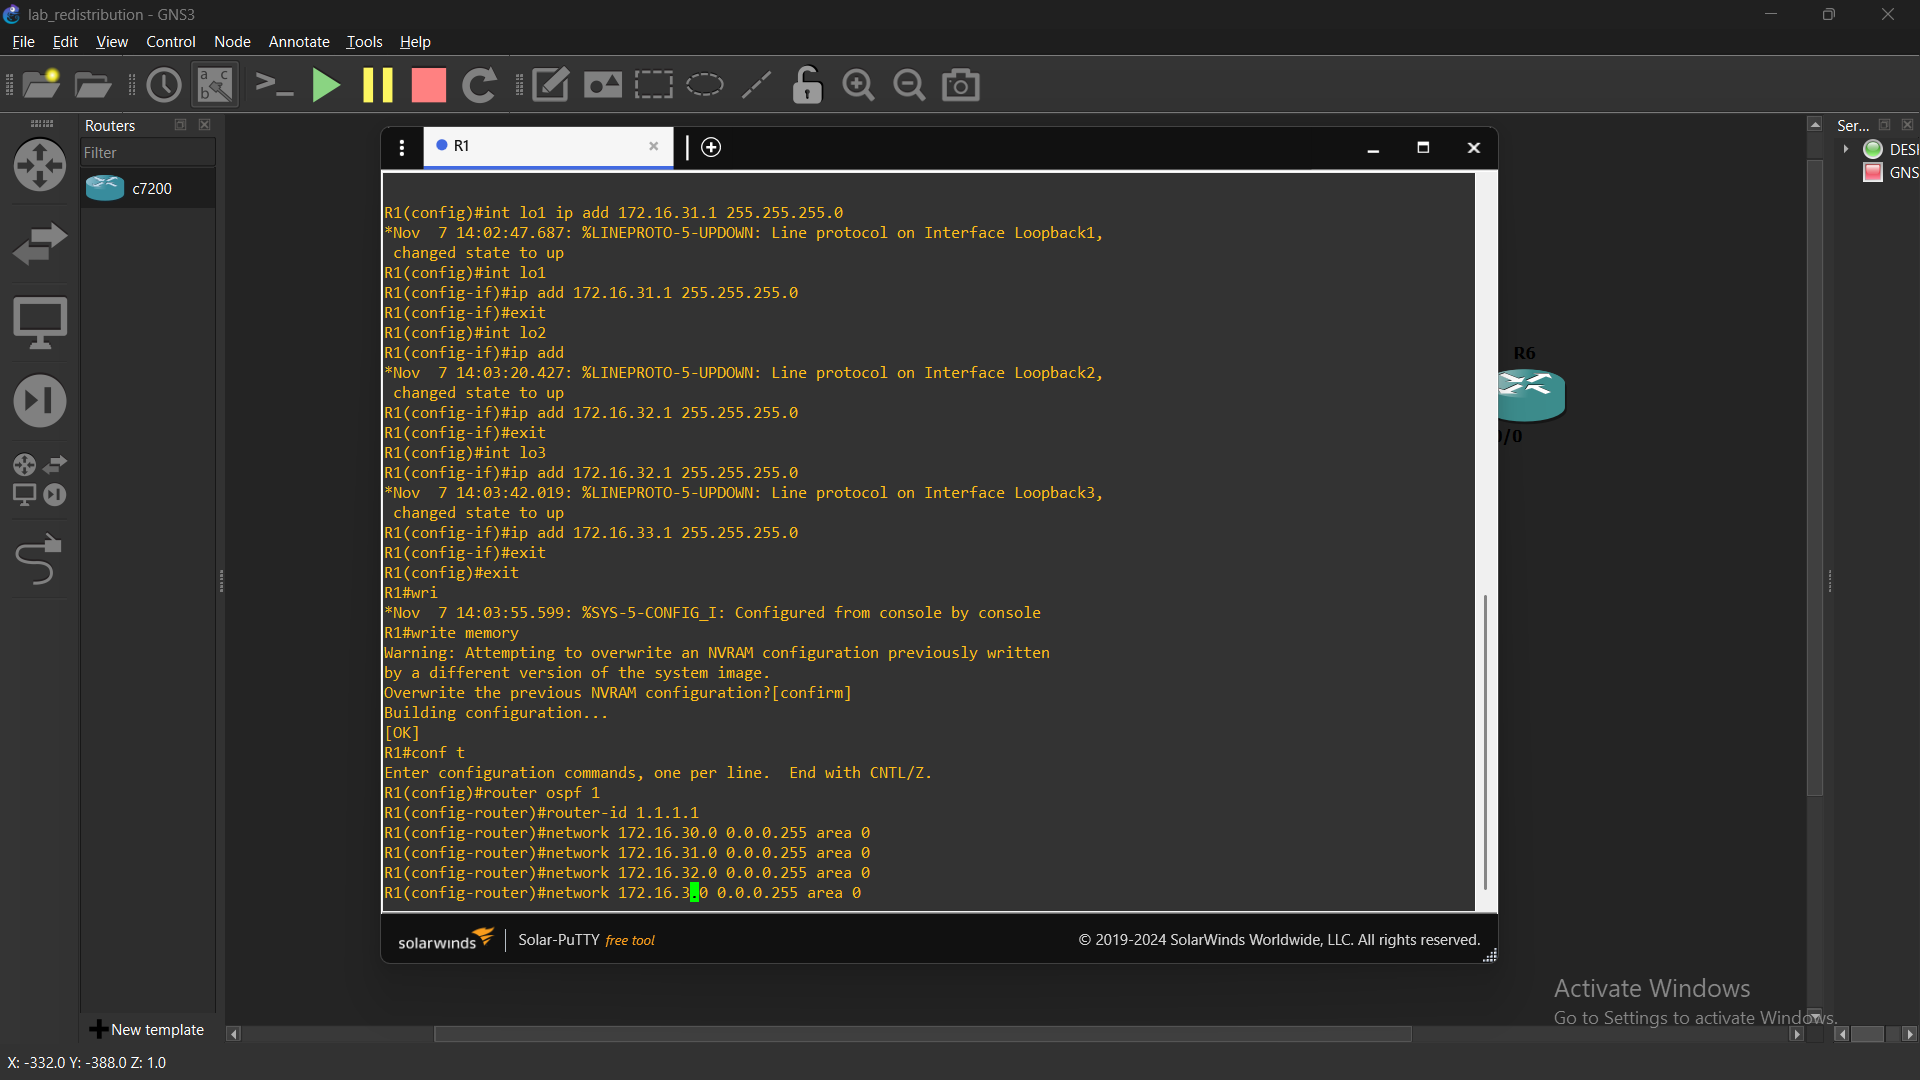 lab_redistribution - GNS3
File Edit View Control Node Annotate Tools Help
Routers
Filter
c7200
New template
X: -332.0 Y: -388.0 Z: 1.0
R1
R1(config)#int lo1 ip add 172.16.31.1 255.255.255.0
*Nov  7 14:02:47.687: %LINEPROTO-5-UPDOWN: Line protocol on Interface Loopback1,
changed state to up
R1(config)#int lo1
R1(config-if)#ip add 172.16.31.1 255.255.255.0
R1(config-if)#exit
R1(config)#int lo2
R1(config-if)#ip add
*Nov  7 14:03:20.427: %LINEPROTO-5-UPDOWN: Line protocol on Interface Loopback2,
changed state to up
R1(config-if)#ip add 172.16.32.1 255.255.255.0
R1(config-if)#exit
R1(config)#int lo3
R1(config-if)#ip add 172.16.32.1 255.255.255.0
*Nov  7 14:03:42.019: %LINEPROTO-5-UPDOWN: Line protocol on Interface Loopback3,
changed state to up
R1(config-if)#ip add 172.16.33.1 255.255.255.0
R1(config-if)#exit
R1(config)#exit
R1#wri
*Nov  7 14:03:55.599: %SYS-5-CONFIG_I: Configured from console by console
R1#write memory
Warning: Attempting to overwrite an NVRAM configuration previously written
by a different version of the system image.
Overwrite the previous NVRAM configuration?[confirm]
Building configuration...
[OK]
R1#conf t
Enter configuration commands, one per line.  End with CNTL/Z.
R1(config)#router ospf 1
R1(config-router)#router-id 1.1.1.1
R1(config-router)#network 172.16.30.0 0.0.0.255 area 0
R1(config-router)#network 172.16.31.0 0.0.0.255 area 0
R1(config-router)#network 172.16.32.0 0.0.0.255 area 0
R1(config-router)#network 172.16.3.0 0.0.0.255 area 0
solarwinds Solar-PuTTY free tool
© 2019-2024 SolarWinds Worldwide, LLC. All rights reserved.
R6
/0
Ser...
DESH
GNS
Activate Windows
Go to Settings to activate Windows.